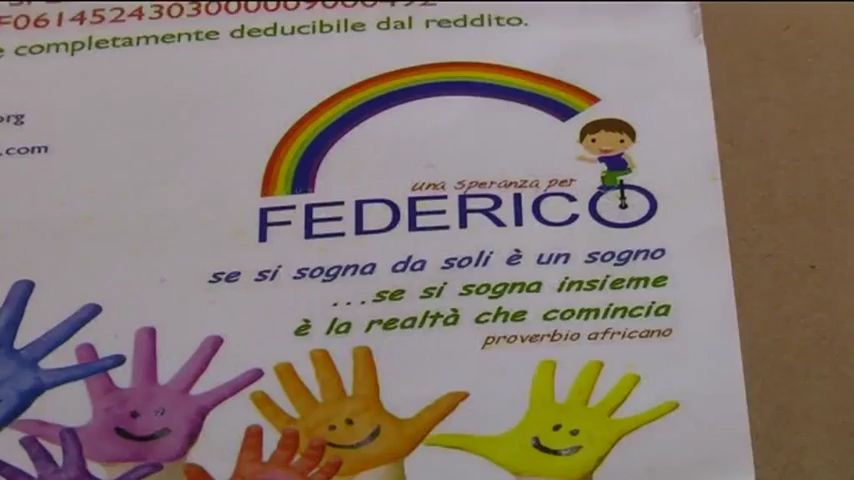 F06145243030000009000492
e completamente deducibile dal reddito.
org
.com
una speranza per
FEDERICO
se si sogna da soli è un sogno
...se si sogna insieme
è la realtà che comincia
proverbio africano